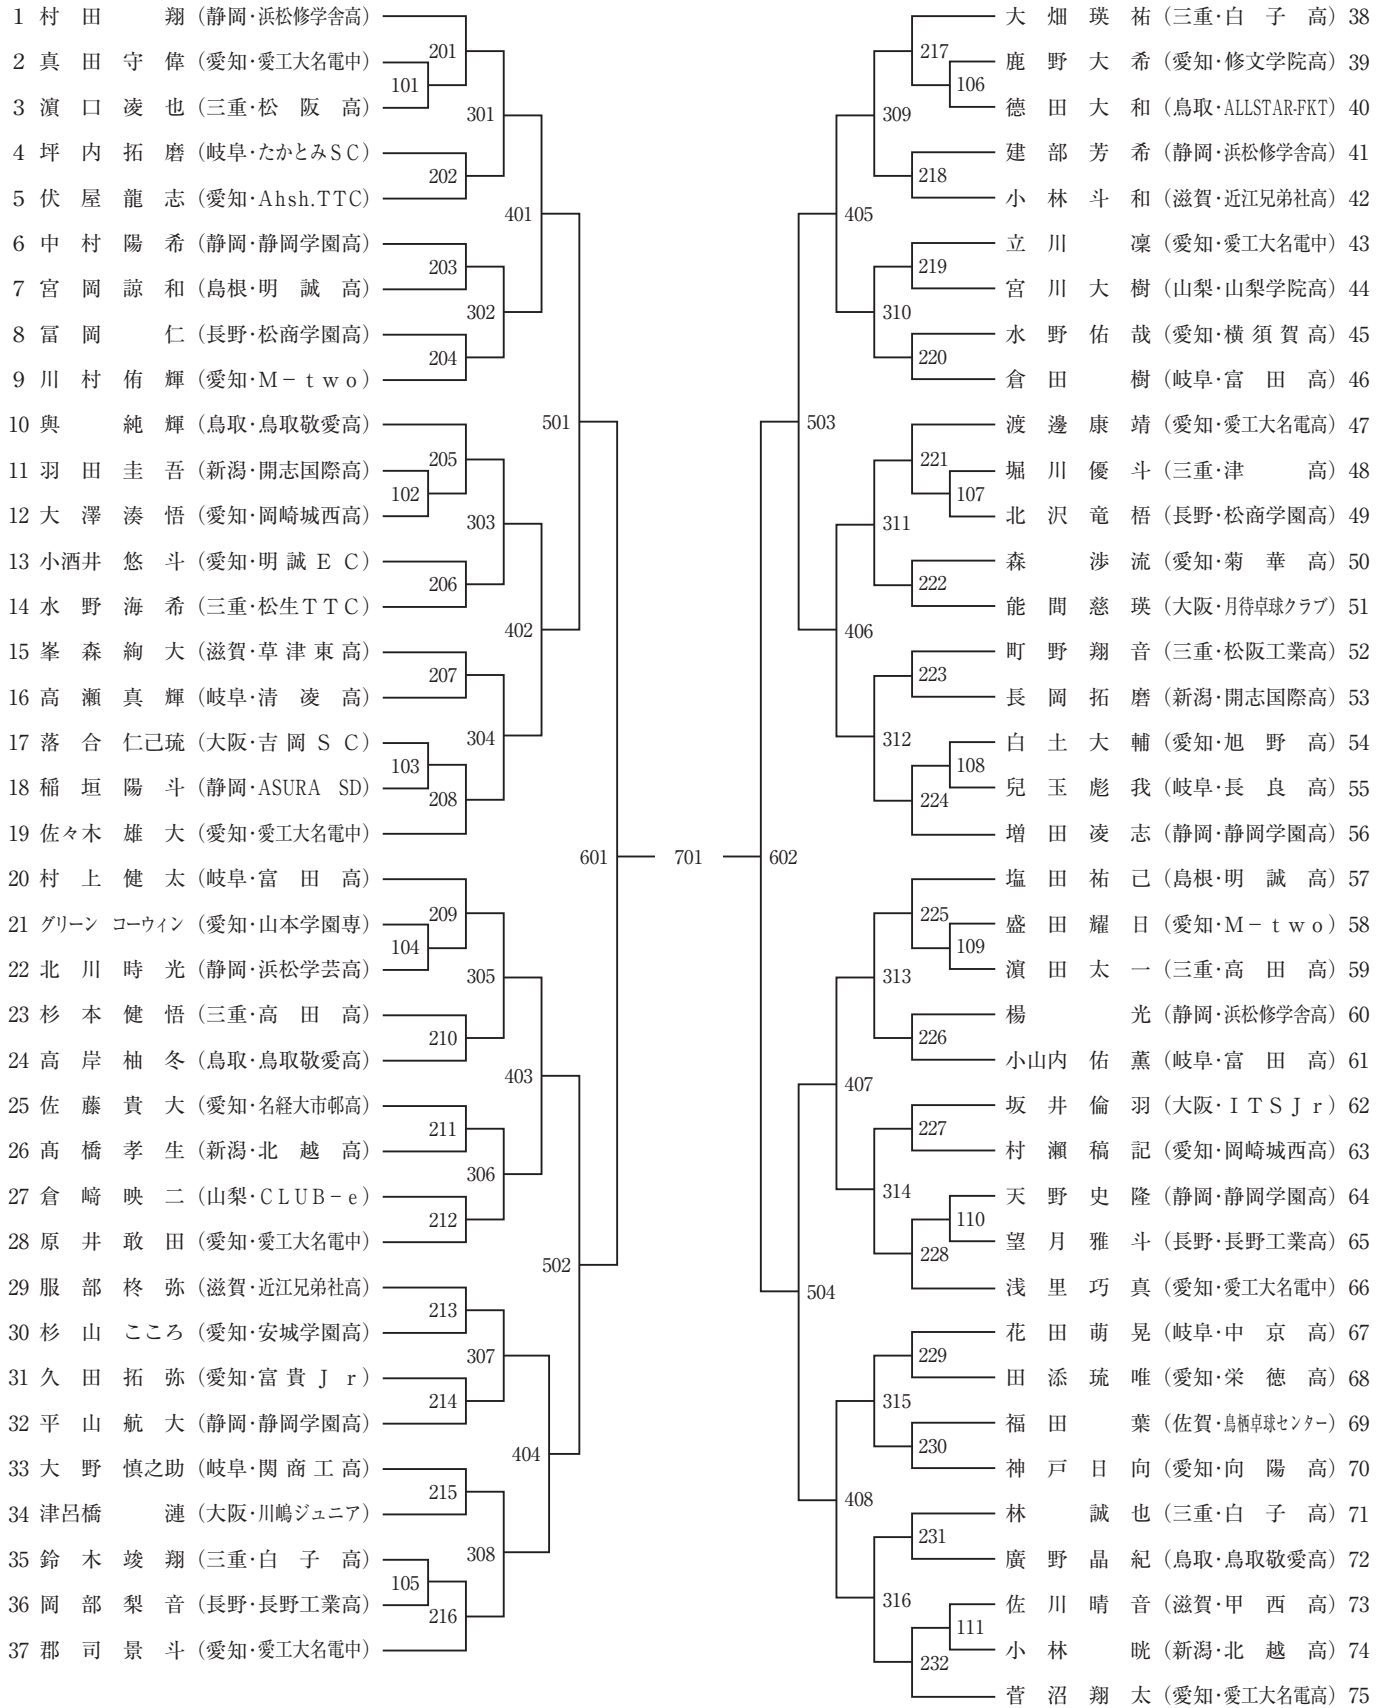 1 村田 翔 (静岡・浜松修学舎高)
2 真田守偉 (愛知・愛工大名電中)
3 濵口凌也 (三重・松阪高)
4 坪内拓磨 (岐阜・たかとみSC)
5 伏屋龍志 (愛知・Ahsh.TTC)
6 中村陽希 (静岡・静岡学園高)
7 宮岡諒和 (島根・明誠高)
8 冨岡 仁 (長野・松商学園高)
9 川村侑輝 (愛知・M−two)
10 與 純輝 (鳥取・鳥取敬愛高)
11 羽田圭吾 (新潟・開志国際高)
12 大澤湊悟 (愛知・岡崎城西高)
13 小酒井悠斗 (愛知・明誠EC)
14 水野海希 (三重・松生TTC)
15 峯森絢大 (滋賀・草津東高)
16 高瀬真輝 (岐阜・清凌高)
17 落合仁己琉 (大阪・吉岡SC)
18 稲垣陽斗 (静岡・ASURA SD)
19 佐々木雄大 (愛知・愛工大名電中)
20 村上健太 (岐阜・富田高)
21 グリーン コーウィン (愛知・山本学園専)
22 北川時光 (静岡・浜松学芸高)
23 杉本健悟 (三重・高田高)
24 高岸柚冬 (鳥取・鳥取敬愛高)
25 佐藤貴大 (愛知・名経大市邨高)
26 髙橋孝生 (新潟・北越高)
27 倉﨑映二 (山梨・CLUB−e)
28 原井敢田 (愛知・愛工大名電中)
29 服部柊弥 (滋賀・近江兄弟社高)
30 杉山こころ (愛知・安城学園高)
31 久田拓弥 (愛知・富貴Jr)
32 平山航大 (静岡・静岡学園高)
33 大野慎之助 (岐阜・関商工高)
34 津呂橋 漣 (大阪・川嶋ジュニア)
35 鈴木竣翔 (三重・白子高)
36 岡部梨音 (長野・長野工業高)
37 郡司景斗 (愛知・愛工大名電中)
101
102
103
104
105
201
202
203
204
205
206
207
208
209
210
211
212
213
214
215
216
301
302
303
304
305
306
307
308
401
402
403
404
501
502
601
701
602
503
504
405
406
407
408
309
310
311
312
313
314
315
316
217
218
219
220
221
222
223
224
225
226
227
228
229
230
231
232
106
107
108
109
110
111
大畑瑛祐 (三重・白子高) 38
鹿野大希 (愛知・修文学院高) 39
德田大和 (鳥取・ALLSTAR-FKT) 40
建部芳希 (静岡・浜松修学舎高) 41
小林斗和 (滋賀・近江兄弟社高) 42
立川 凜 (愛知・愛工大名電中) 43
宮川大樹 (山梨・山梨学院高) 44
水野佑哉 (愛知・横須賀高) 45
倉田 樹 (岐阜・富田高) 46
渡邊康靖 (愛知・愛工大名電高) 47
堀川優斗 (三重・津高) 48
北沢竜梧 (長野・松商学園高) 49
森 渉流 (愛知・菊華高) 50
能間慈瑛 (大阪・月待卓球クラブ) 51
町野翔音 (三重・松阪工業高) 52
長岡拓磨 (新潟・開志国際高) 53
白土大輔 (愛知・旭野高) 54
兒玉彪我 (岐阜・長良高) 55
増田凌志 (静岡・静岡学園高) 56
塩田祐己 (島根・明誠高) 57
盛田耀日 (愛知・M−two) 58
濵田太一 (三重・高田高) 59
楊 光 (静岡・浜松修学舎高) 60
小山内佑薫 (岐阜・富田高) 61
坂井倫羽 (大阪・ITSJr) 62
村瀬稿記 (愛知・岡崎城西高) 63
天野史隆 (静岡・静岡学園高) 64
望月雅斗 (長野・長野工業高) 65
浅里巧真 (愛知・愛工大名電中) 66
花田萌晃 (岐阜・中京高) 67
田添琉唯 (愛知・栄徳高) 68
福田 葉 (佐賀・鳥栖卓球センター) 69
神戸日向 (愛知・向陽高) 70
林 誠也 (三重・白子高) 71
廣野晶紀 (鳥取・鳥取敬愛高) 72
佐川晴音 (滋賀・甲西高) 73
小林 晄 (新潟・北越高) 74
菅沼翔太 (愛知・愛工大名電高) 75